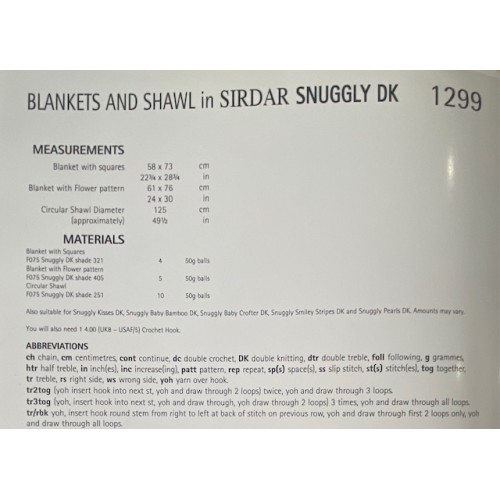 BLANKETS AND SHAWL in SIRDAR SNUGGLY DK 1299
MEASUREMENTS
Blanket with squares 58 x 73 cm
22¾ x 28¾ in
Blanket with Flower pattern 61 x 76 cm
24 x 30 in
Circular Shawl Diameter 125 cm
(approximately) 49½ in
MATERIALS
Blanket with Squares
F075 Snuggly DK shade 321 4 50g balls
Blanket with Flower pattern
F075 Snuggly DK shade 405 5 50g balls
Circular Shawl
F075 Snuggly DK shade 251 10 50g balls
Also suitable for Snuggly Kisses DK, Snuggly Baby Bamboo DK, Snuggly Baby Crofter DK, Snuggly Smiley Stripes DK and Snuggly Pearls DK. Amounts may vary.
You will also need 1 4.00 (UK8 - USAF/5) Crochet Hook.
ABBREVIATIONS
ch chain, cm centimetres, cont continue, dc double crochet, DK double knitting, dtr double treble, foll following, g grammes,
htr half treble, in inch(es), inc increase(ing), patt pattern, rep repeat, sp(s) space(s), ss slip stitch, st(s) stitch(es), tog together,
tr treble, rs right side, ws wrong side, yoh yarn over hook.
tr2tog (yoh, insert hook into next st, yoh and draw through 2 loops) twice, yoh and draw through 3 loops.
tr3tog (yoh, insert hook into next st, yoh and draw through, yoh draw through 2 loops) 3 times, yoh and draw through all loops.
tr/rbk yoh, insert hook round stem from right to left at back of stitch on previous row, yoh and draw through first 2 loops only, yoh
and draw through all loops.